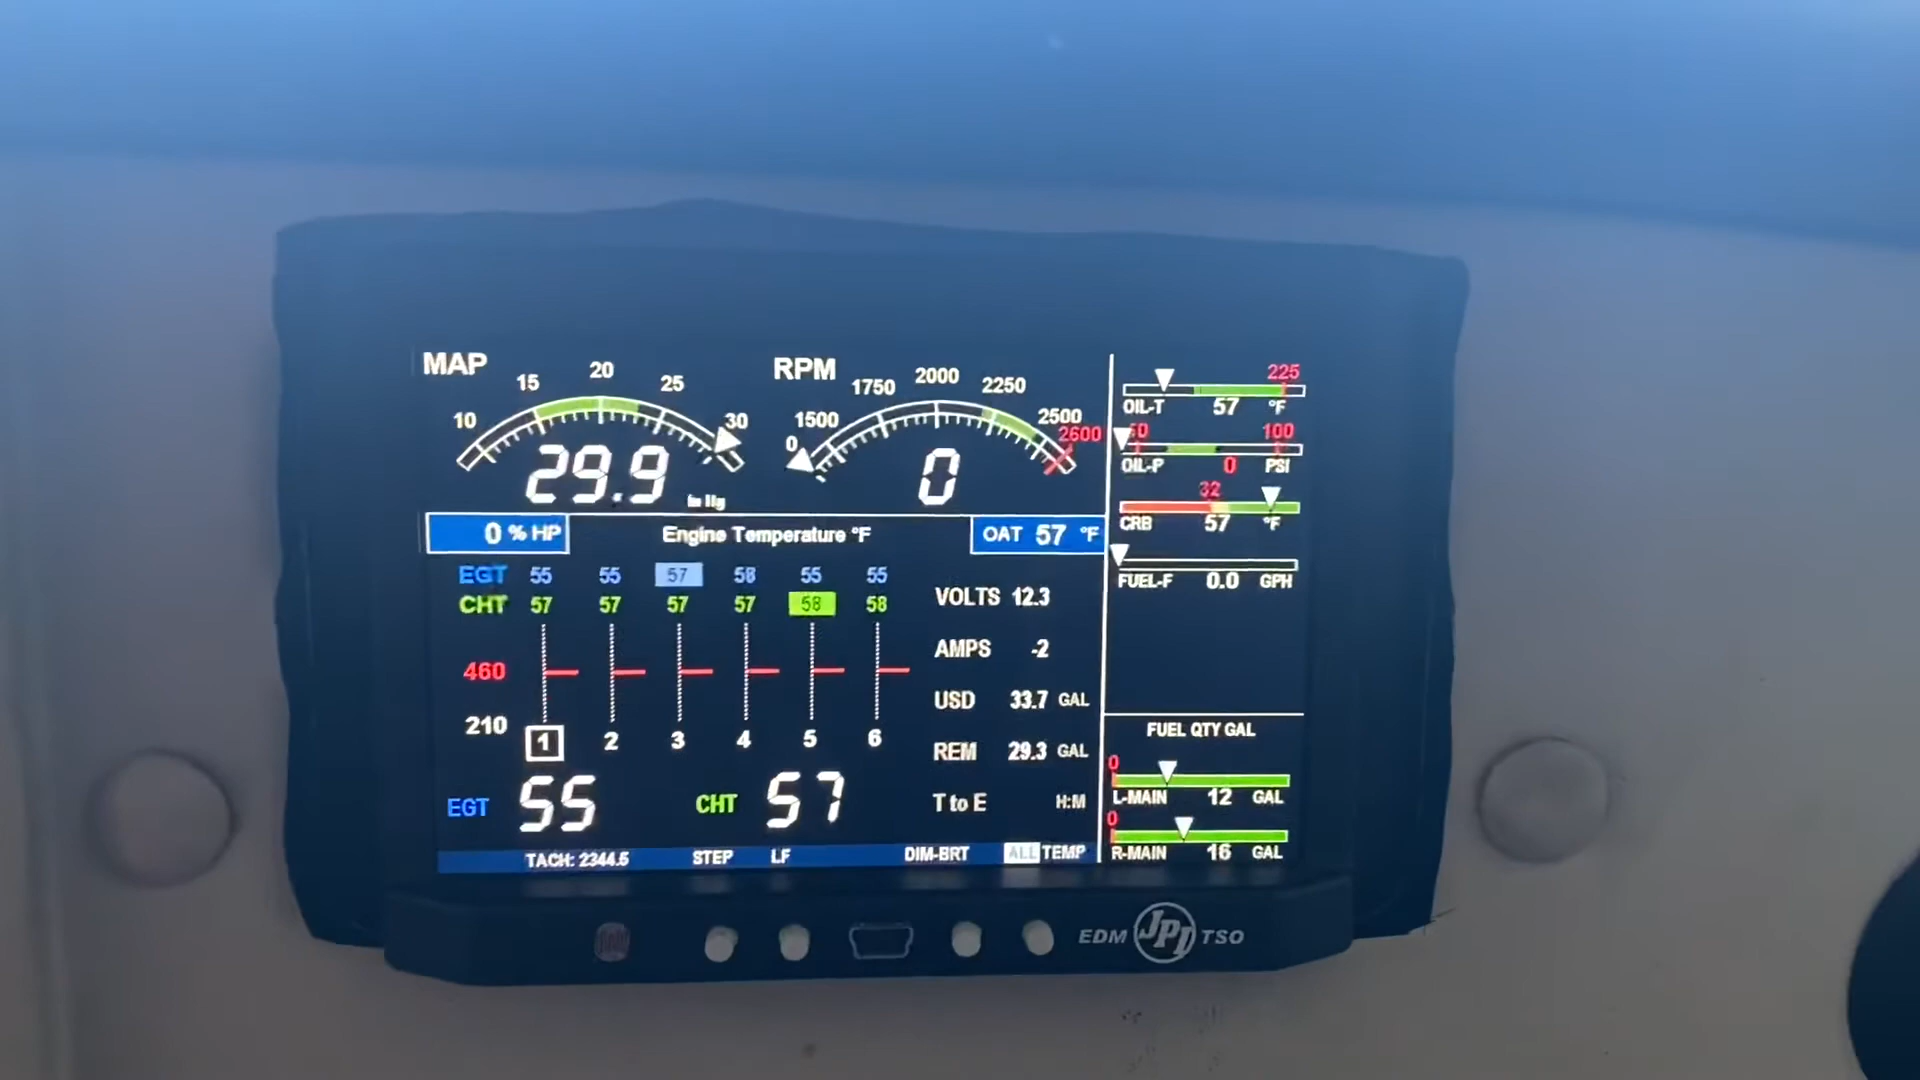 MAP
10 15 20 25 30
29.9 in Hg
RPM
0 1500 1750 2000 2250 2500 2600
0
225
OIL-T 57 °F
100
OIL-P 0 PSI
32
CRB 57 °F
FUEL-F 0.0 GPH
0 % HP
Engine Temperature °F
OAT 57 °F
EGT 55 55 57 58 55 55
CHT 57 57 57 57 58 58
460
210
1 2 3 4 5 6
EGT 55 CHT 57
VOLTS 12.3
AMPS -2
USD 33.7 GAL
REM 29.3 GAL
T to E H:M
FUEL QTY GAL
0
L-MAIN 12 GAL
0
R-MAIN 16 GAL
TACH: 2344.5 STEP LF DIM-BRT ALL TEMP
EDM JPI TSO